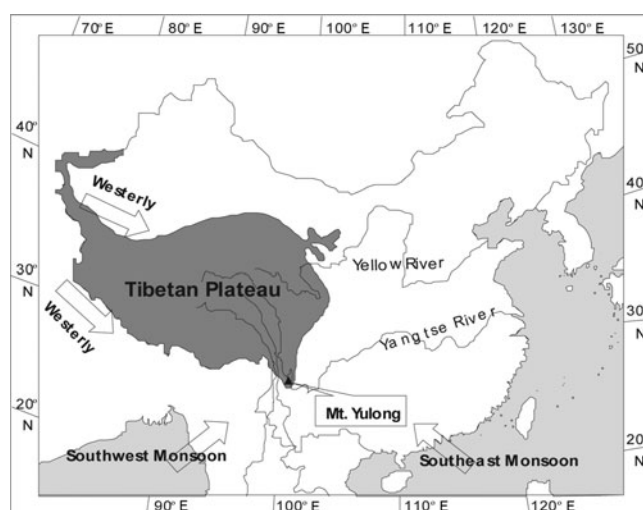 70° E 80° E 90° E 100° E 110° E 120° E 130° E
50° N
40° N
40° N
Westerly
Yellow River
30° N
Tibetan Plateau
Yangtse River
30° N
Westerly
Mt. Yulong
20° N
Southwest Monsoon
Southeast Monsoon
20° N
90° E 100° E 110° E 120° E